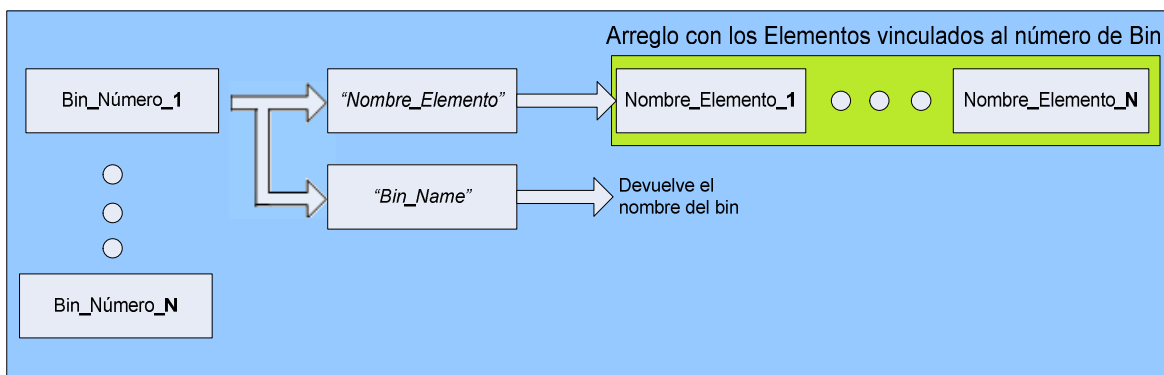 Arreglo con los Elementos vinculados al número de Bin
Bin_Número_1
“Nombre_Elemento”
Nombre_Elemento_1
Nombre_Elemento_N
“Bin_Name”
Devuelve el
nombre del bin
Bin_Número_N